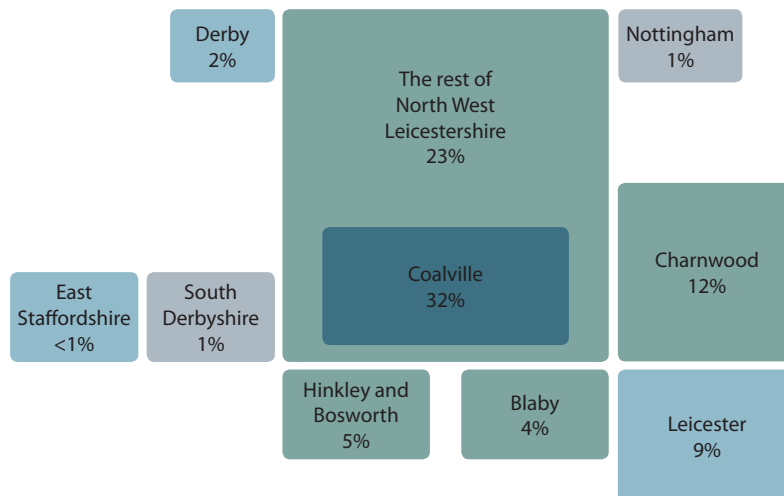 Derby
2%
The rest of
North West
Leicestershire
23%
Nottingham
1%
Coalville
32%
Charnwood
12%
East
Staffordshire
<1%
South
Derbyshire
1%
Hinkley and
Bosworth
5%
Blaby
4%
Leicester
9%